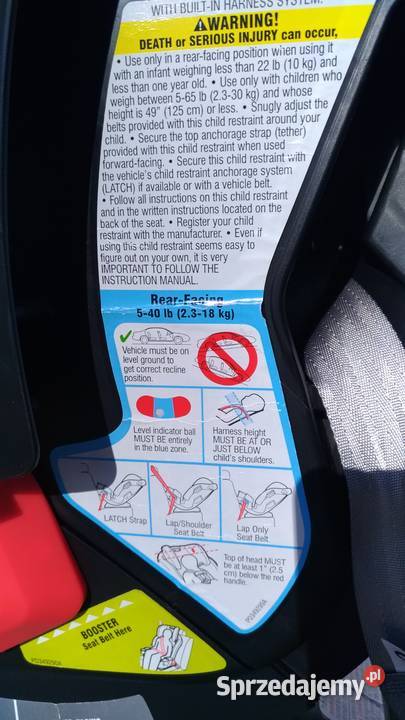 WITH BUILT-IN HARNESS SYSTEM.
⚠WARNING!
DEATH or SERIOUS INJURY can occur,
• Use only in a rear-facing position when using it
with an infant weighing less than 22 lb (10 kg) and
less than one year old. • Use only with children who
weigh between 5-65 lb (2.3-30 kg) and whose
height is 49" (125 cm) or less. • Snugly adjust the
belts provided with this child restraint around your
child. • Secure the top anchorage strap (tether)
provided with this child restraint when used
forward-facing. • Secure this child restraint with
the vehicle's child restraint anchorage system
(LATCH) if available or with a vehicle belt.
• Follow all instructions on this child restraint
and in the written instructions located on the
back of the seat. • Register your child
restraint with the manufacturer. • Even if
using this child restraint seems easy to
figure out on your own, it is very
IMPORTANT TO FOLLOW THE
INSTRUCTION MANUAL.
Rear-Facing
5-40 lb (2.3-18 kg)
Vehicle must be on
level ground to
get correct recline
position.
Level indicator ball
MUST BE entirely
in the blue zone.
Harness height
MUST BE AT OR
JUST BELOW
child's shoulders.
LATCH Strap
Lap/Shoulder
Seat Belt
Lap Only
Seat Belt
Top of head MUST
be at least 1" (2.5
cm) below the red
handle.
BOOSTER
Seat Belt Here
Sprzedajemy.pl